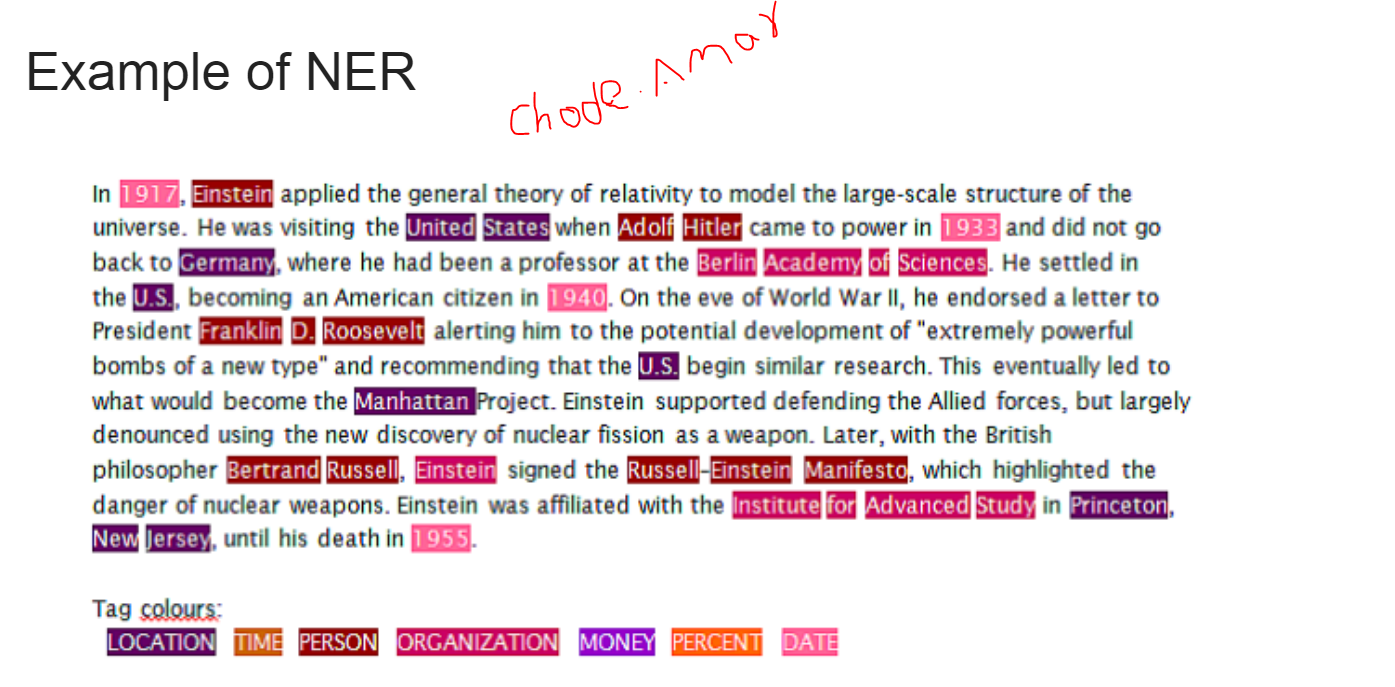 Example of NER
Chode.Amar
In 1917, Einstein applied the general theory of relativity to model the large-scale structure of the
universe. He was visiting the United States when Adolf Hitler came to power in 1933 and did not go
back to Germany, where he had been a professor at the Berlin Academy of Sciences. He settled in
the U.S., becoming an American citizen in 1940. On the eve of World War II, he endorsed a letter to
President Franklin D. Roosevelt alerting him to the potential development of "extremely powerful
bombs of a new type" and recommending that the U.S. begin similar research. This eventually led to
what would become the Manhattan Project. Einstein supported defending the Allied forces, but largely
denounced using the new discovery of nuclear fission as a weapon. Later, with the British
philosopher Bertrand Russell, Einstein signed the Russell–Einstein Manifesto, which highlighted the
danger of nuclear weapons. Einstein was affiliated with the Institute for Advanced Study in Princeton,
New Jersey, until his death in 1955.
Tag colours:
LOCATION TIME PERSON ORGANIZATION MONEY PERCENT DATE